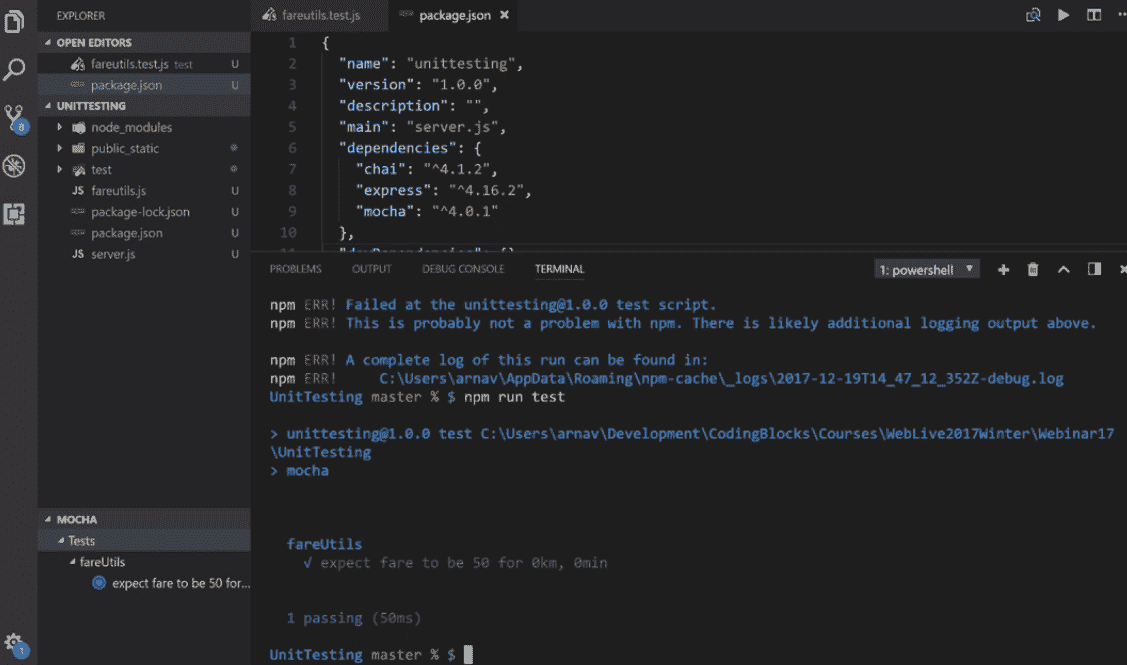 EXPLORER
OPEN EDITORS
fareutils.test.js test U
package.json U
UNITTESTING
node_modules
public_static
test
JS fareutils.js U
package-lock.json U
package.json U
JS server.js U
MOCHA
Tests
fareUtils
expect fare to be 50 for...
8
1
fareutils.test.js
package.json
1 {
2 "name": "unittesting",
3 "version": "1.0.0",
4 "description": "",
5 "main": "server.js",
6 "dependencies": {
7 "chai": "^4.1.2",
8 "express": "^4.16.2",
9 "mocha": "^4.0.1"
10 },
PROBLEMS OUTPUT DEBUG CONSOLE TERMINAL 1: powershell
npm ERR! Failed at the unittesting@1.0.0 test script.
npm ERR! This is probably not a problem with npm. There is likely additional logging output above.
npm ERR! A complete log of this run can be found in:
npm ERR! C:\Users\arnav\AppData\Roaming\npm-cache\_logs\2017-12-19T14_47_12_352Z-debug.log
UnitTesting master % $ npm run test
> unittesting@1.0.0 test C:\Users\arnav\Development\CodingBlocks\Courses\WebLive2017Winter\Webinar17
\UnitTesting
> mocha
fareUtils
√ expect fare to be 50 for 0km, 0min
1 passing (50ms)
UnitTesting master % $